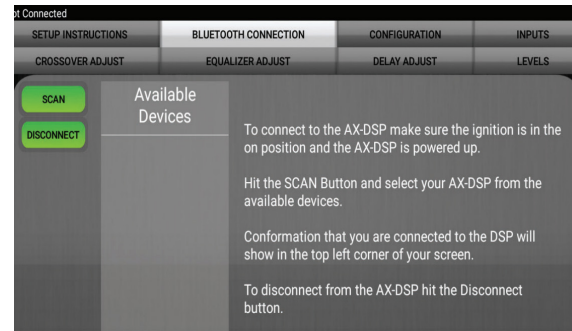 ot Connected
SETUP INSTRUCTIONS BLUETOOTH CONNECTION CONFIGURATION INPUTS
CROSSOVER ADJUST EQUALIZER ADJUST DELAY ADJUST LEVELS
SCAN
DISCONNECT
Available
Devices
To connect to the AX-DSP make sure the ignition is in the
on position and the AX-DSP is powered up.
Hit the SCAN Button and select your AX-DSP from the
available devices.
Conformation that you are connected to the DSP will
show in the top left corner of your screen.
To disconnect from the AX-DSP hit the Disconnect
button.